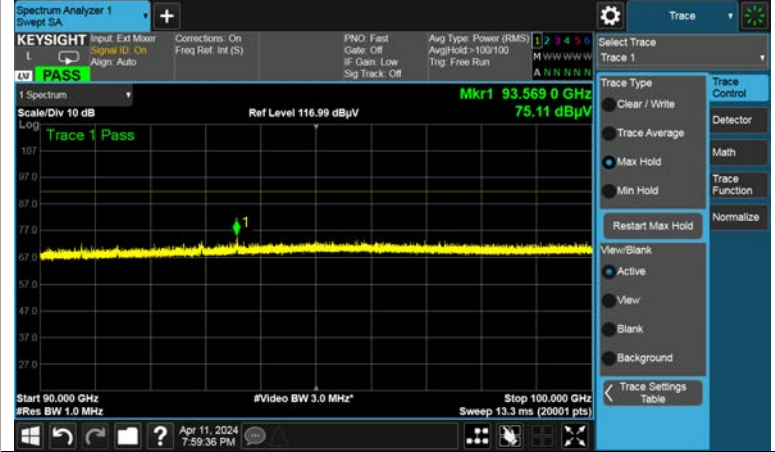 Spectrum Analyzer 1
Swept SA
Trace
KEYSIGHT
L
LXI
PASS
Input: Ext Mixer
Signal ID: On
Align: Auto
Corrections: On
Freq Ref: Int (S)
PNO: Fast
Gate: Off
IF Gain: Low
Sig Track: Off
Avg Type: Power (RMS)
Avg|Hold:>100/100
Trig: Free Run
1 2 3 4 5 6
M W W W W W
A N N N N N
1 Spectrum
Mkr1 93.569 0 GHz
Scale/Div 10 dB
Ref Level 116.99 dBµV
75.11 dBµV
Log
Trace 1 Pass
107
97.0
87.0
77.0
67.0
57.0
47.0
37.0
27.0
1
Start 90.000 GHz
#Video BW 3.0 MHz*
Stop 100.000 GHz
#Res BW 1.0 MHz
Sweep 13.3 ms (20001 pts)
Select Trace
Trace 1
Trace Type
Clear / Write
Trace Average
Max Hold
Min Hold
Restart Max Hold
View/Blank
Active
View
Blank
Background
Trace Settings
Table
Trace
Control
Detector
Math
Trace
Function
Normalize
?
Apr 11, 2024
7:59:36 PM